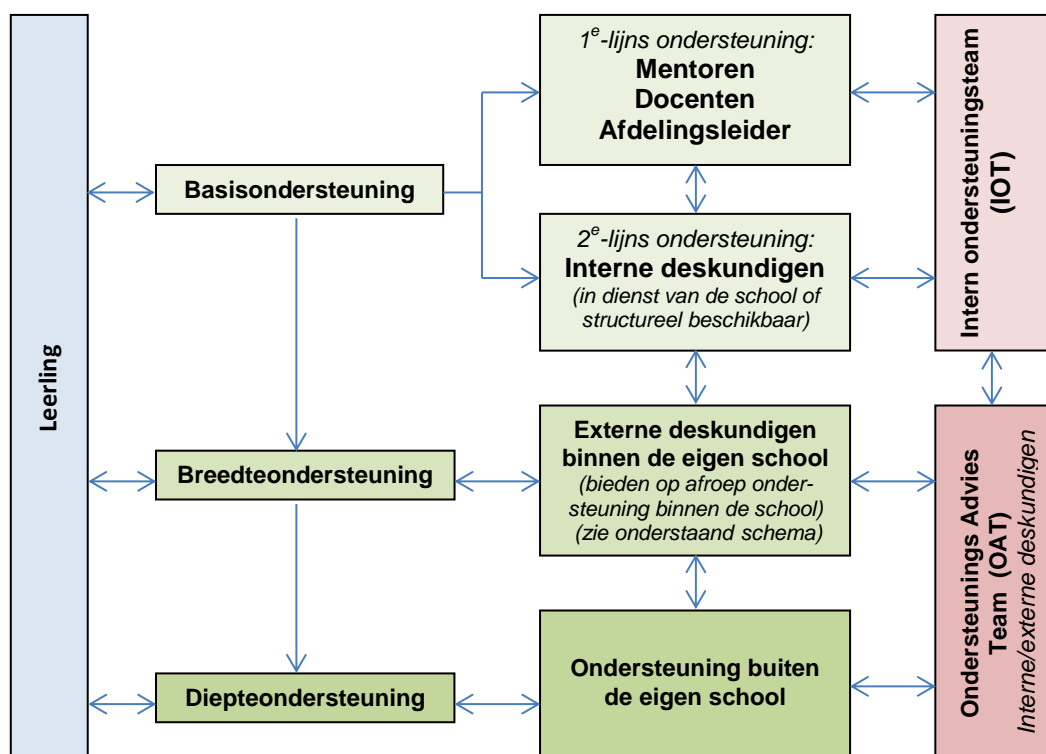 Leerling
Basisondersteuning
Breedteondersteuning
Diepteondersteuning
1e-lijns ondersteuning:
Mentoren
Docenten
Afdelingsleider
2e-lijns ondersteuning:
Interne deskundigen
(in dienst van de school of
structureel beschikbaar)
Externe deskundigen
binnen de eigen school
(bieden op afroep onder-
steuning binnen de school)
(zie onderstaand schema)
Ondersteuning buiten
de eigen school
Intern ondersteuningsteam
(IOT)
Ondersteunings Advies
Team (OAT)
Interne/externe deskundigen